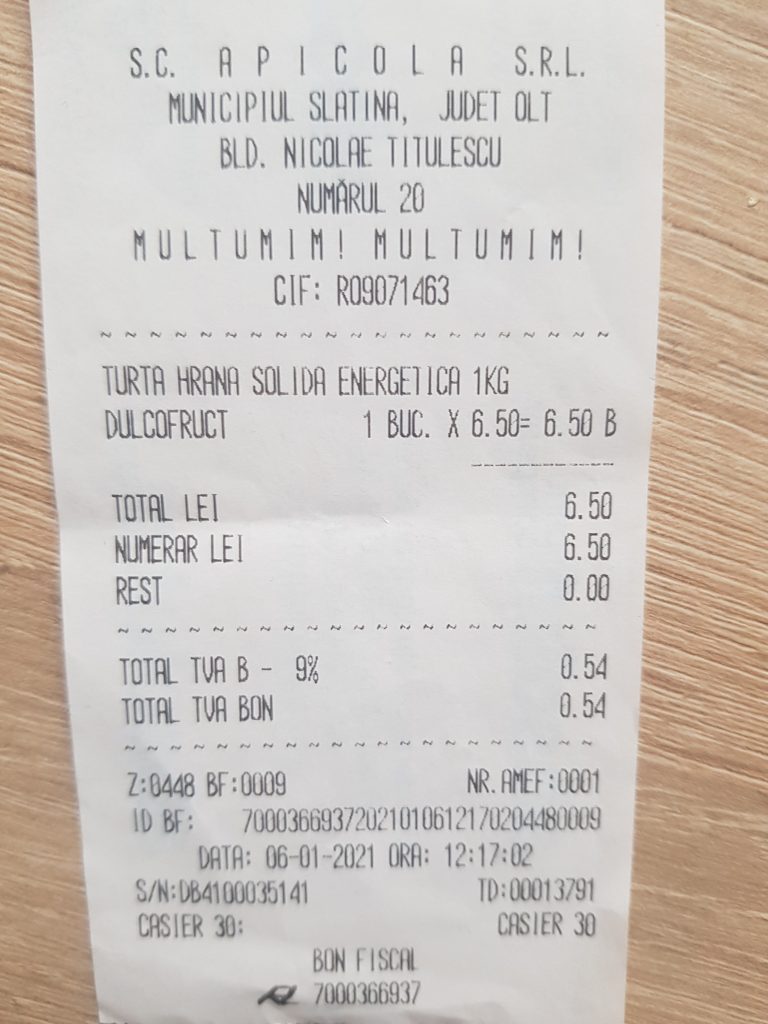 S.C. A P I C O L A S.R.L.
MUNICIPIUL SLATINA, JUDET OLT
BLD. NICOLAE TITULESCU
NUMĂRUL 20
M U L T U M I M ! M U L T U M I M !
CIF: RO9071463
~ ~ ~ ~ ~ ~ ~ ~ ~ ~ ~ ~ ~ ~ ~ ~ ~ ~ ~ ~ ~
TURTA HRANA SOLIDA ENERGETICA 1KG
DULCOFRUCT 1 BUC. X 6.50= 6.50 B
TOTAL LEI 6.50
NUMERAR LEI 6.50
REST 0.00
~ ~ ~ ~ ~ ~ ~ ~ ~ ~ ~ ~ ~ ~ ~ ~ ~ ~ ~ ~ ~
TOTAL TVA B - 9% 0.54
TOTAL TVA BON 0.54
~ ~ ~ ~ ~ ~ ~ ~ ~ ~ ~ ~ ~ ~ ~ ~ ~ ~ ~ ~ ~
Z:0448 BF:0009 NR.AMEF:0001
ID BF: 70003669372021010612170204480009
DATA: 06-01-2021 ORA: 12:17:02
S/N:DB4100035141 TD:00013791
CASIER 30: CASIER 30
BON FISCAL
7000366937